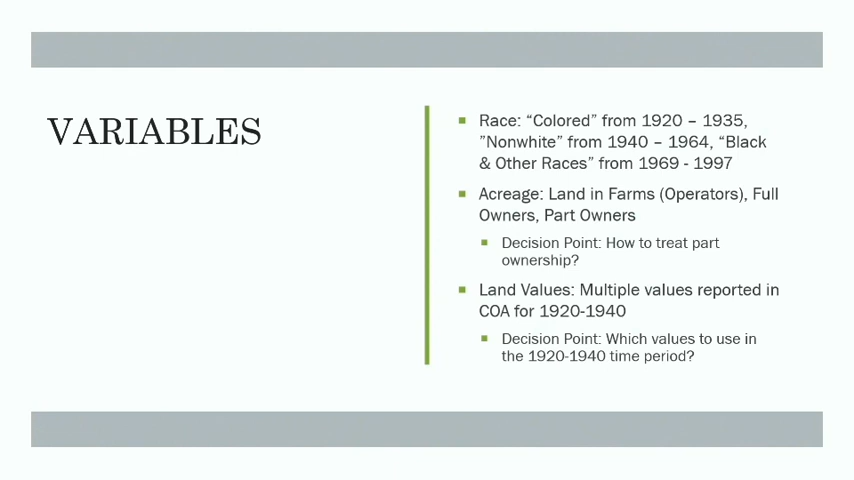 VARIABLES
Race: “Colored” from 1920 – 1935,
”Nonwhite” from 1940 – 1964, “Black
& Other Races” from 1969 - 1997
Acreage: Land in Farms (Operators), Full
Owners, Part Owners
Decision Point: How to treat part
ownership?
Land Values: Multiple values reported in
COA for 1920-1940
Decision Point: Which values to use in
the 1920-1940 time period?